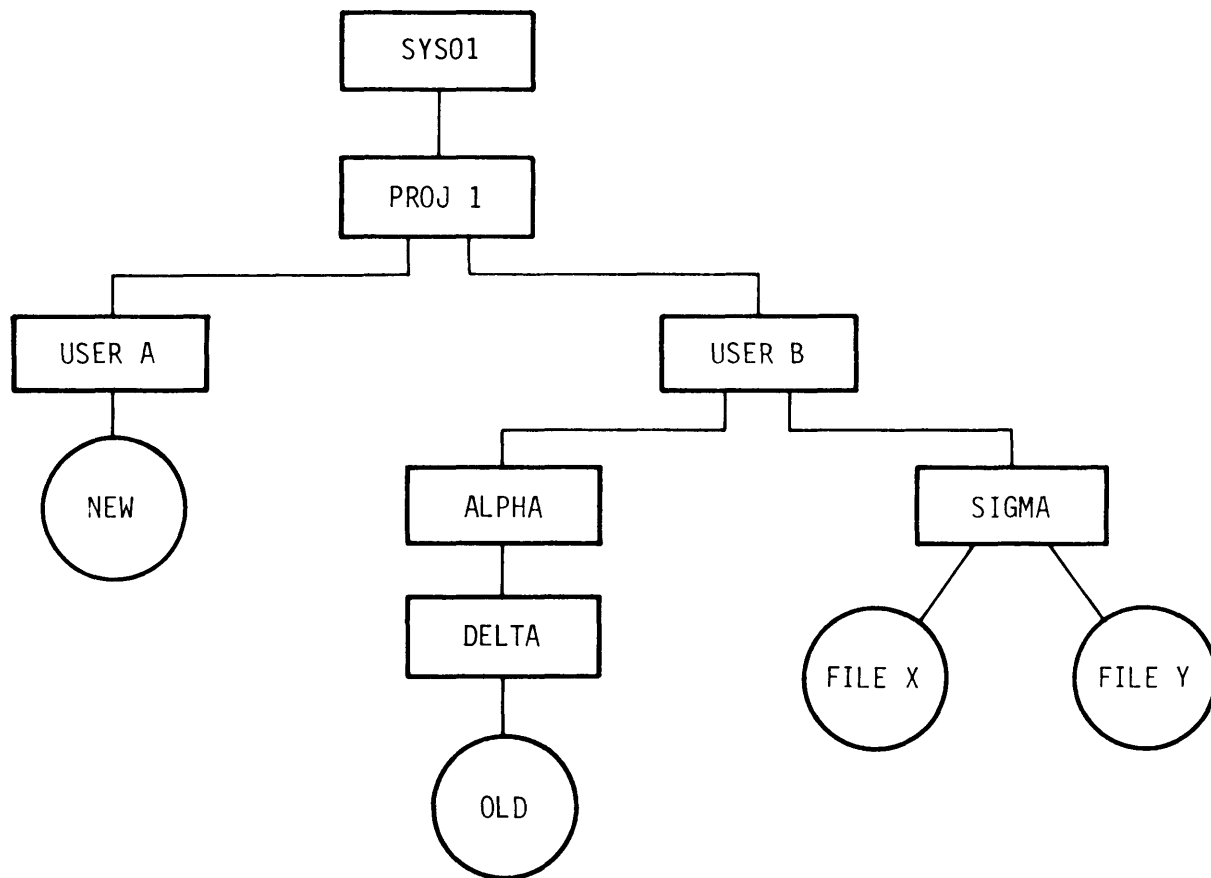 SYS01
PROJ 1
USER A
USER B
NEW
ALPHA
SIGMA
DELTA
FILE X
FILE Y
OLD